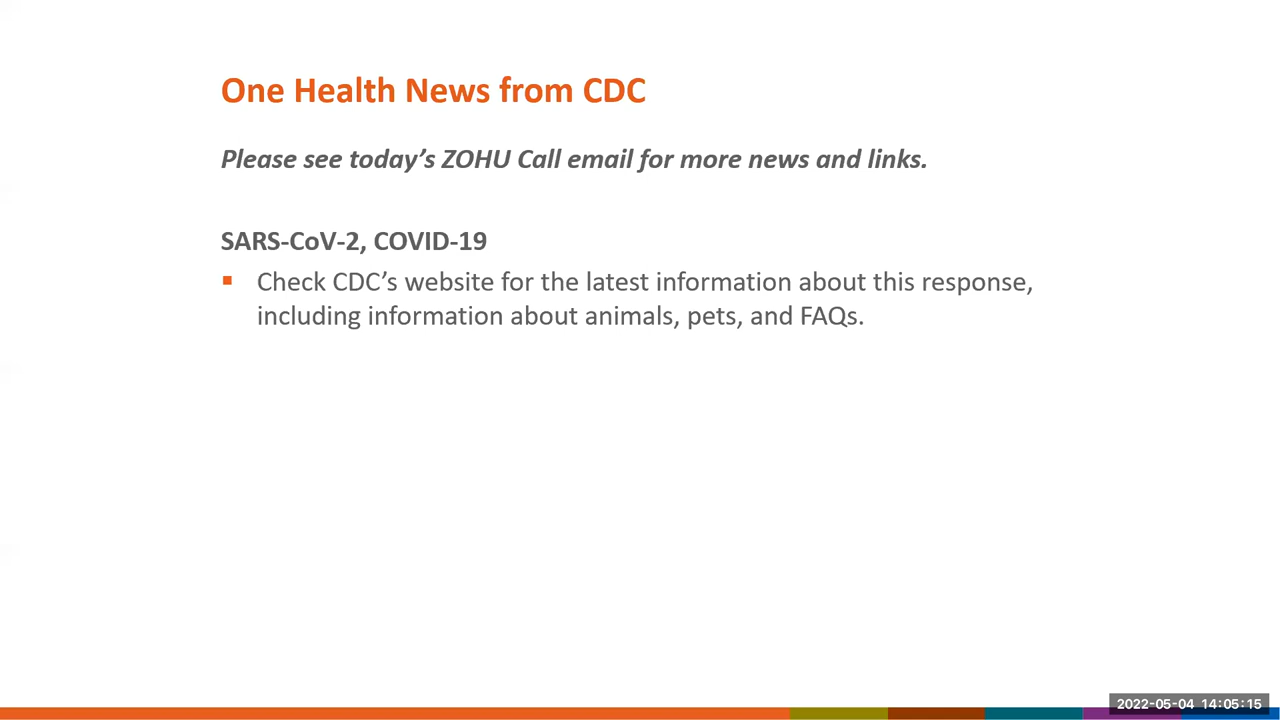 One Health News from CDC
Please see today’s ZOHU Call email for more news and links.
SARS-CoV-2, COVID-19
▪ Check CDC’s website for the latest information about this response,
including information about animals, pets, and FAQs.
2022-05-04 14:05:15